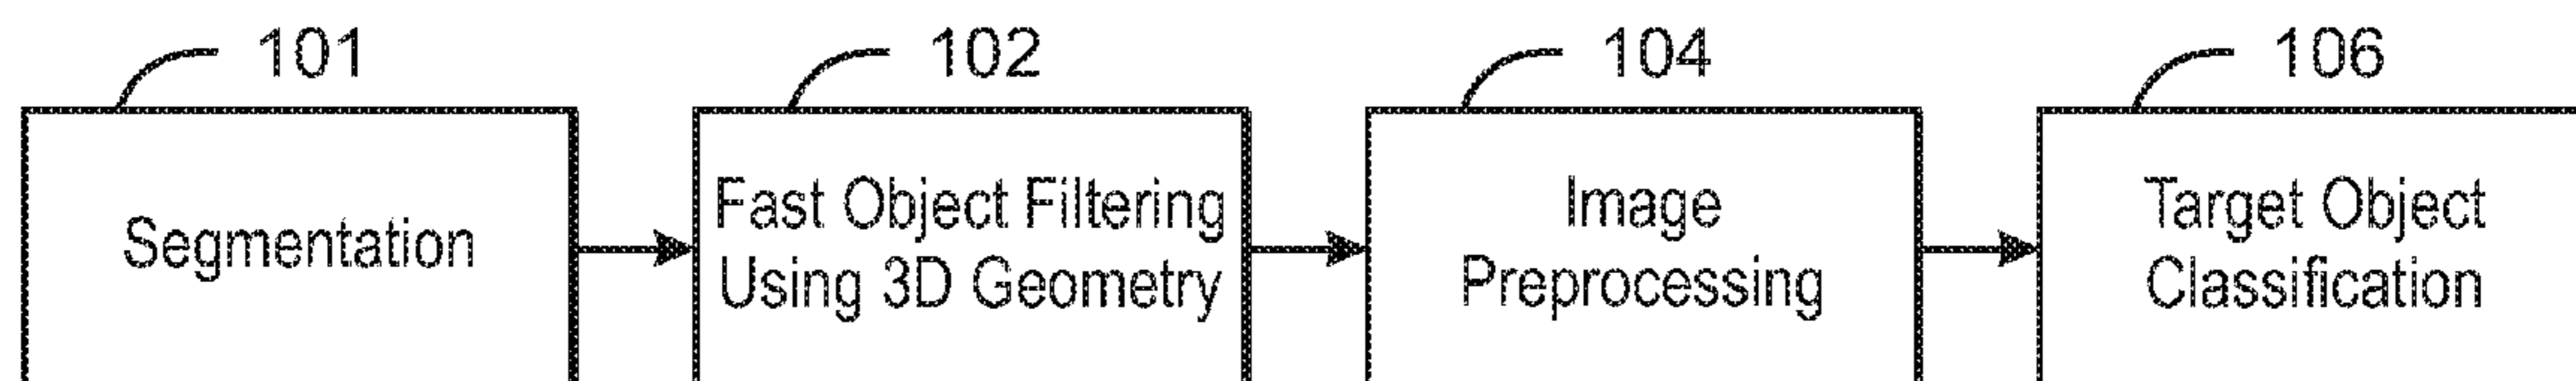 101
102
104
106
Segmentation
Fast Object Filtering
Using 3D Geometry
Image
Preprocessing
Target Object
Classification